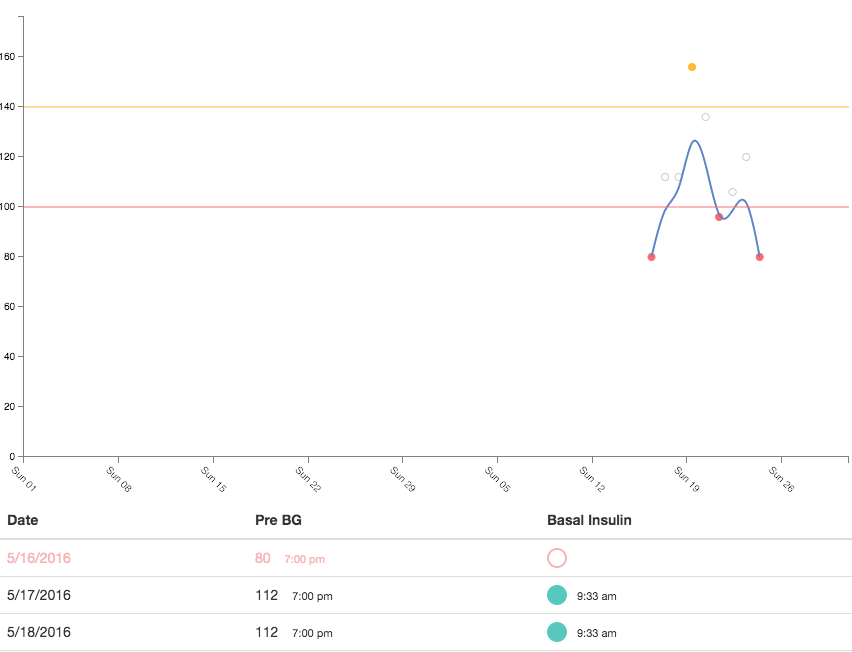 160
140
120
100
80
60
40
20
0
Sun 01 Sun 08 Sun 15 Sun 22 Sun 29 Sun 05 Sun 12 Sun 19 Sun 26
Date Pre BG Basal Insulin
5/16/2016 80 7:00 pm
5/17/2016 112 7:00 pm 9:33 am
5/18/2016 112 7:00 pm 9:33 am